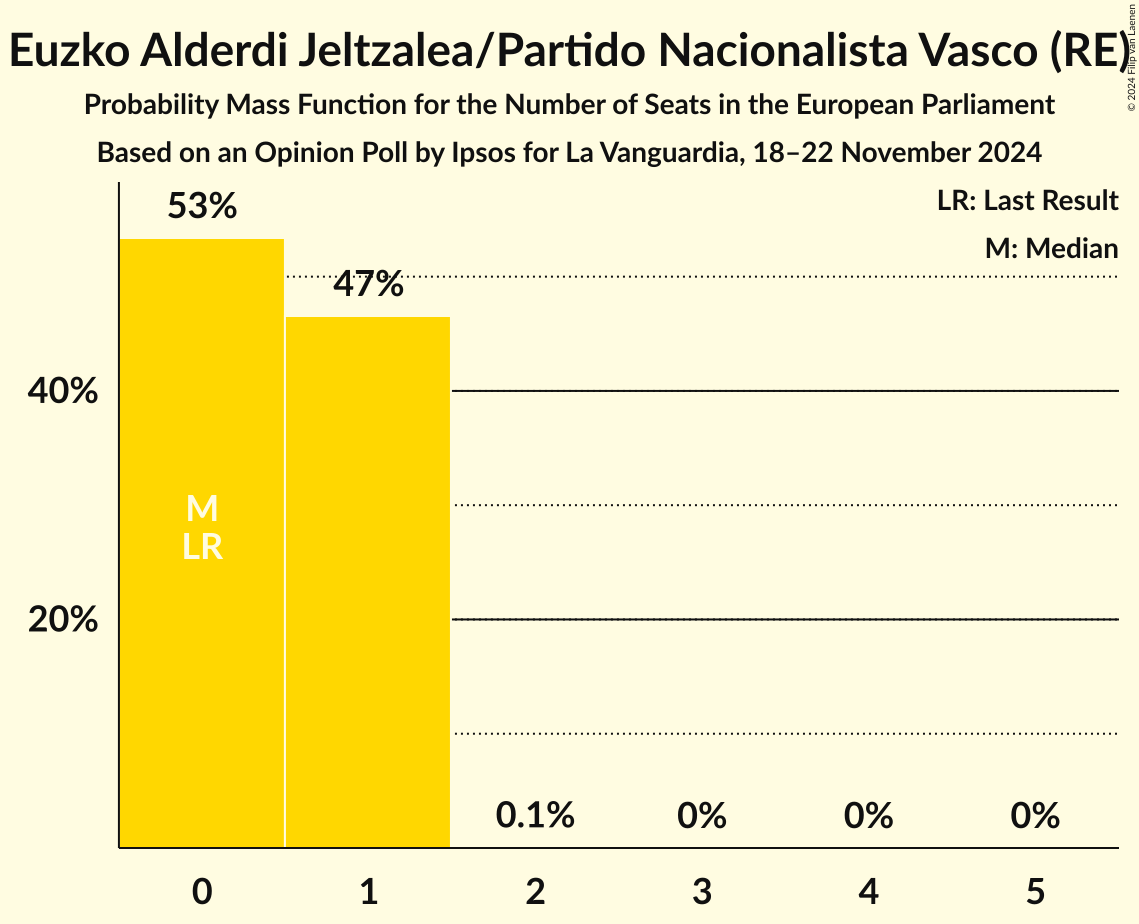 Euzko Alderdi Jeltzalea/Partido Nacionalista Vasco (RE)
© 2024 Filip van Laenen
Probability Mass Function for the Number of Seats in the European Parliament
Based on an Opinion Poll by Ipsos for La Vanguardia, 18–22 November 2024
LR: Last Result
M: Median
53%
47%
40%
M
LR
20%
0.1%
0%
0%
0%
0
1
2
3
4
5